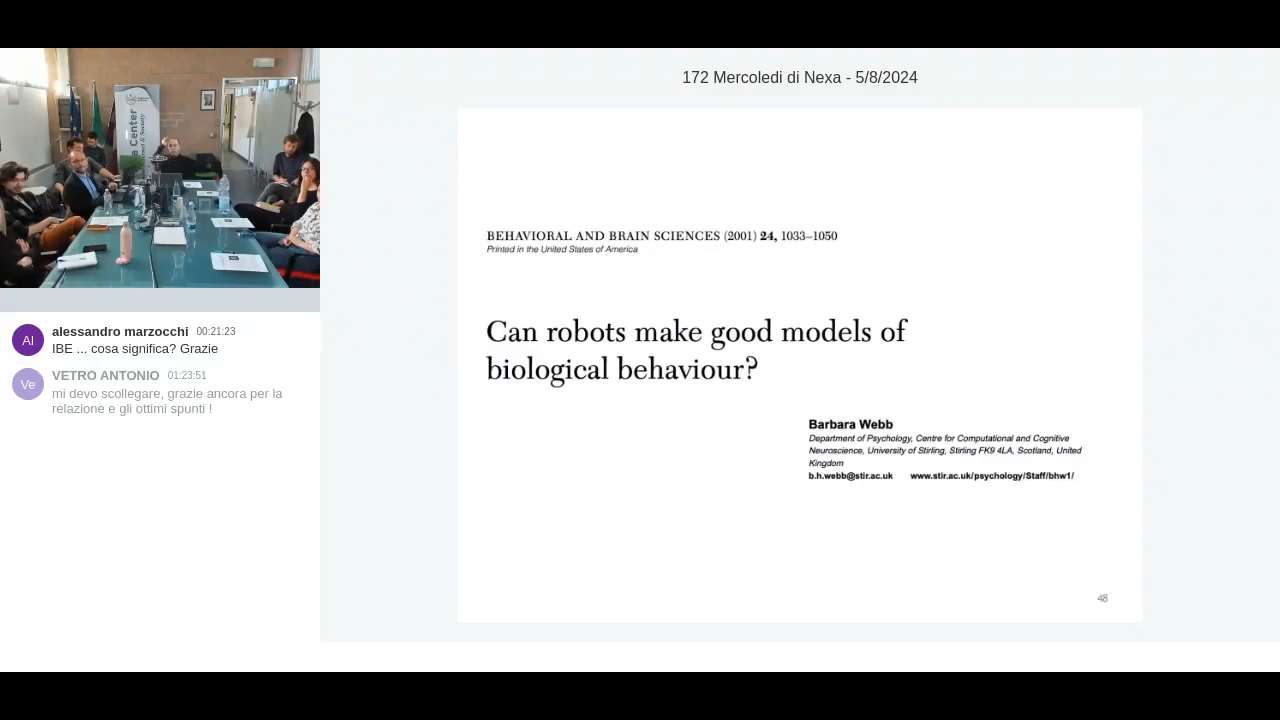 172 Mercoledi di Nexa - 5/8/2024
a Center
BEHAVIORAL AND BRAIN SCIENCES (2001) 24, 1033–1050
Printed in the United States of America
Can robots make good models of
biological behaviour?
Barbara Webb
Department of Psychology, Centre for Computational and Cognitive
Neuroscience, University of Stirling, Stirling FK9 4LA, Scotland, United
Kingdom
b.h.webb@stir.ac.uk www.stir.ac.uk/psychology/Staff/bhw1/
48
Al
alessandro marzocchi 00:21:23
IBE ... cosa significa? Grazie
Ve
VETRO ANTONIO 01:23:51
mi devo scollegare, grazie ancora per la
relazione e gli ottimi spunti !